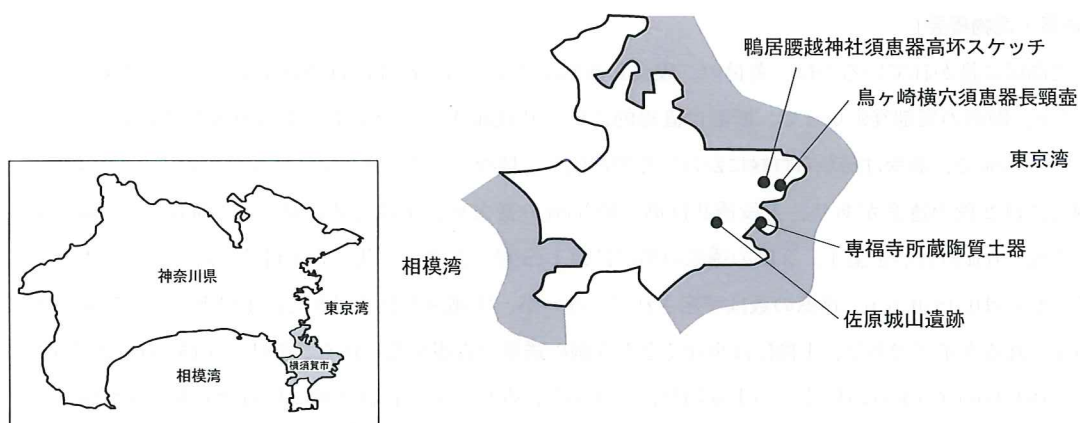 鴨居腰越神社須恵器高坏スケッチ
鳥ヶ崎横穴須恵器長頸壺
東京湾
専福寺所蔵陶質土器
相模湾
佐原城山遺跡
神奈川県
東京湾
横須賀市
相模湾